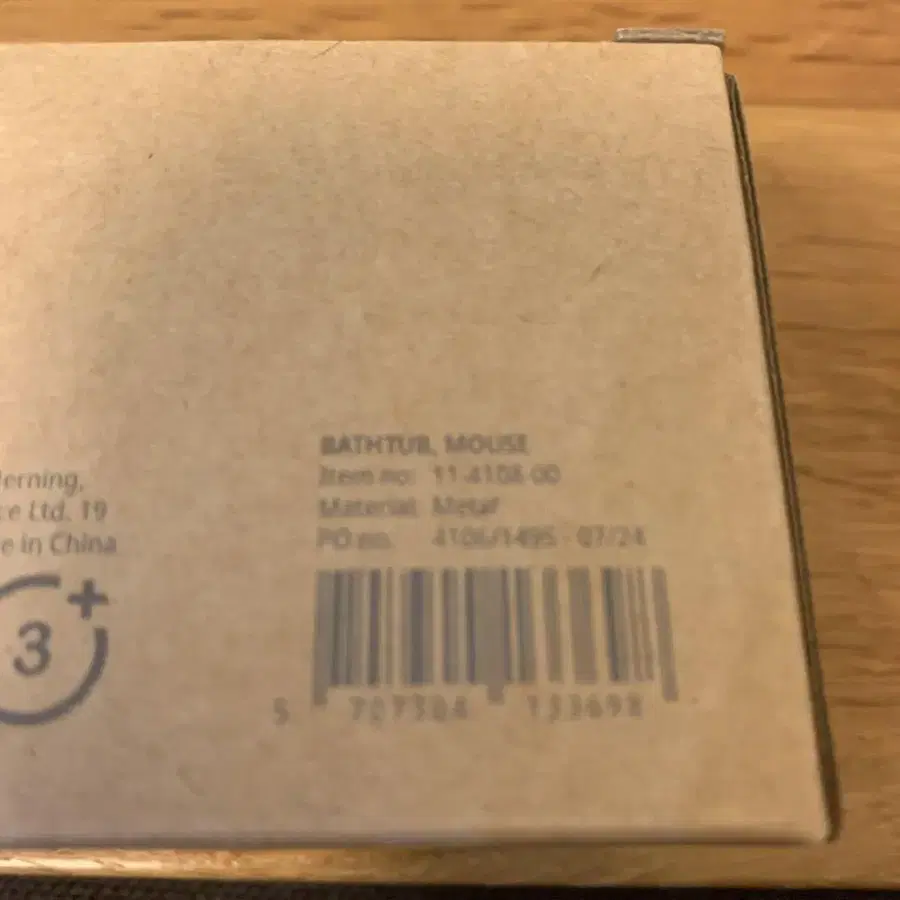 BATHTUB, MOUSE
Item no: 11-4108-00
Material: Metal
PO no. 4106/1495 - 07/24
erning,
ce Ltd. 19
e in China
3+
5 707304 133698